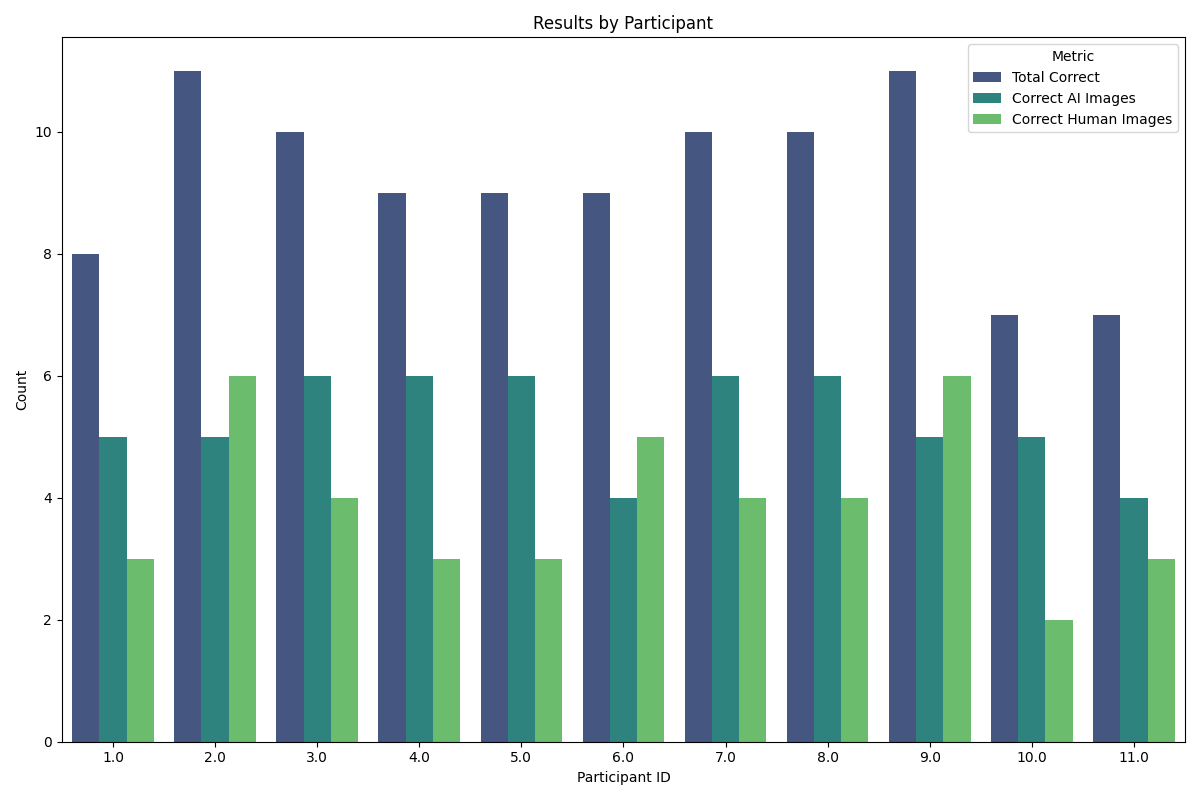 Results by Participant
Metric
Total Correct
Correct AI Images
Correct Human Images
Count
10
8
6
4
2
0
1.0 2.0 3.0 4.0 5.0 6.0 7.0 8.0 9.0 10.0 11.0
Participant ID